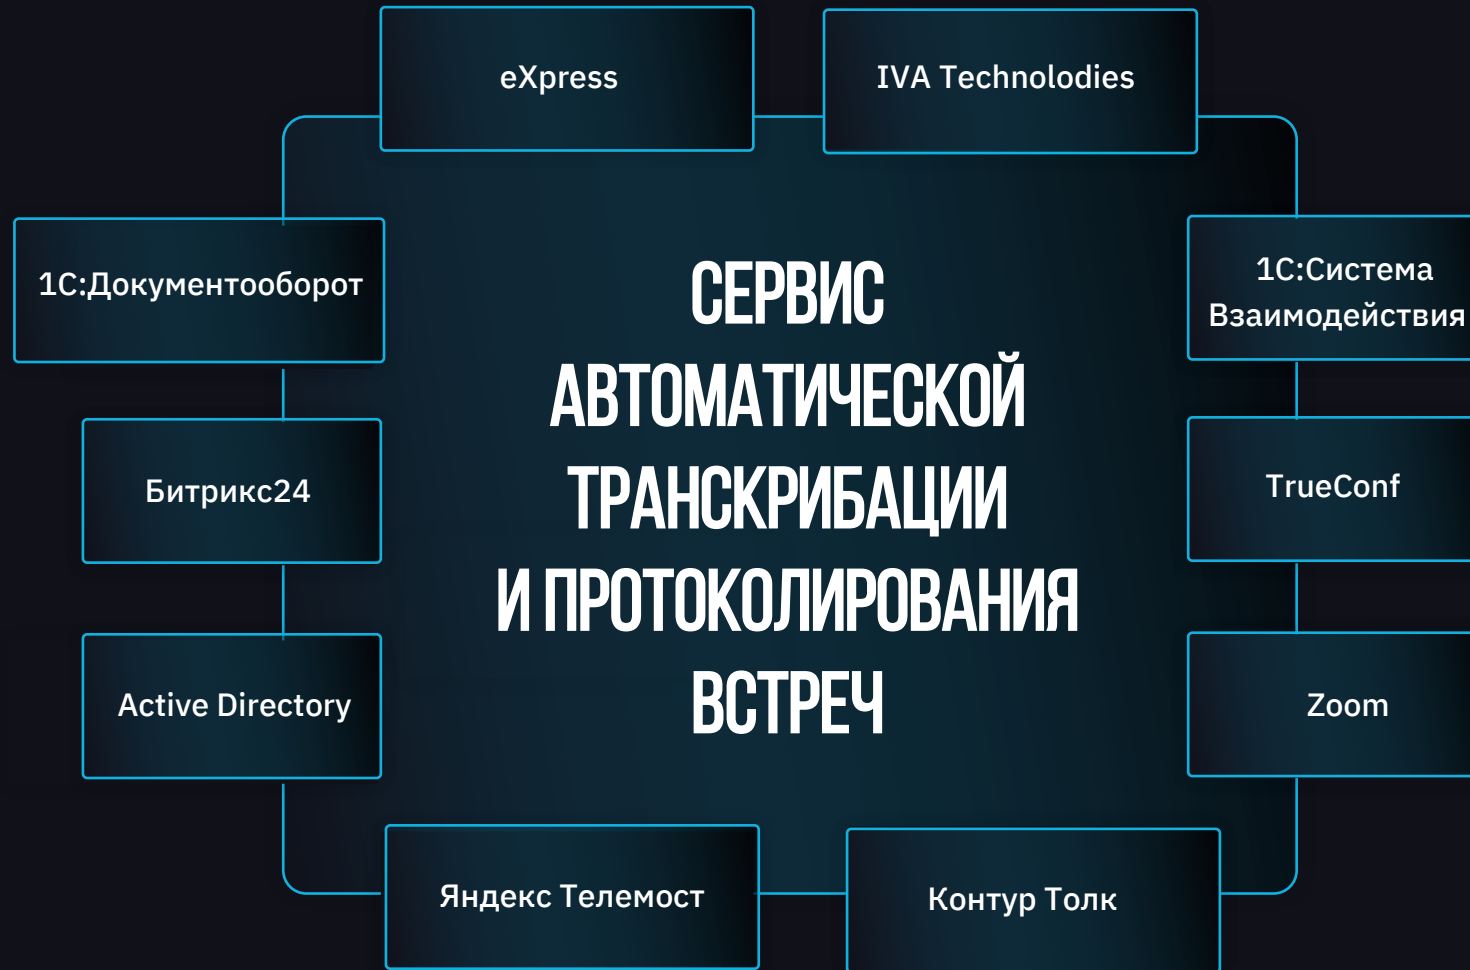 eXpress
IVA Technolodies
1С:Документооборот
1С:Система
Взаимодействия
СЕРВИС
АВТОМАТИЧЕСКОЙ
ТРАНСКРИБАЦИИ
И ПРОТОКОЛИРОВАНИЯ
ВСТРЕЧ
Битрикс24
TrueConf
Active Directory
Zoom
Яндекс Телемост
Контур Толк